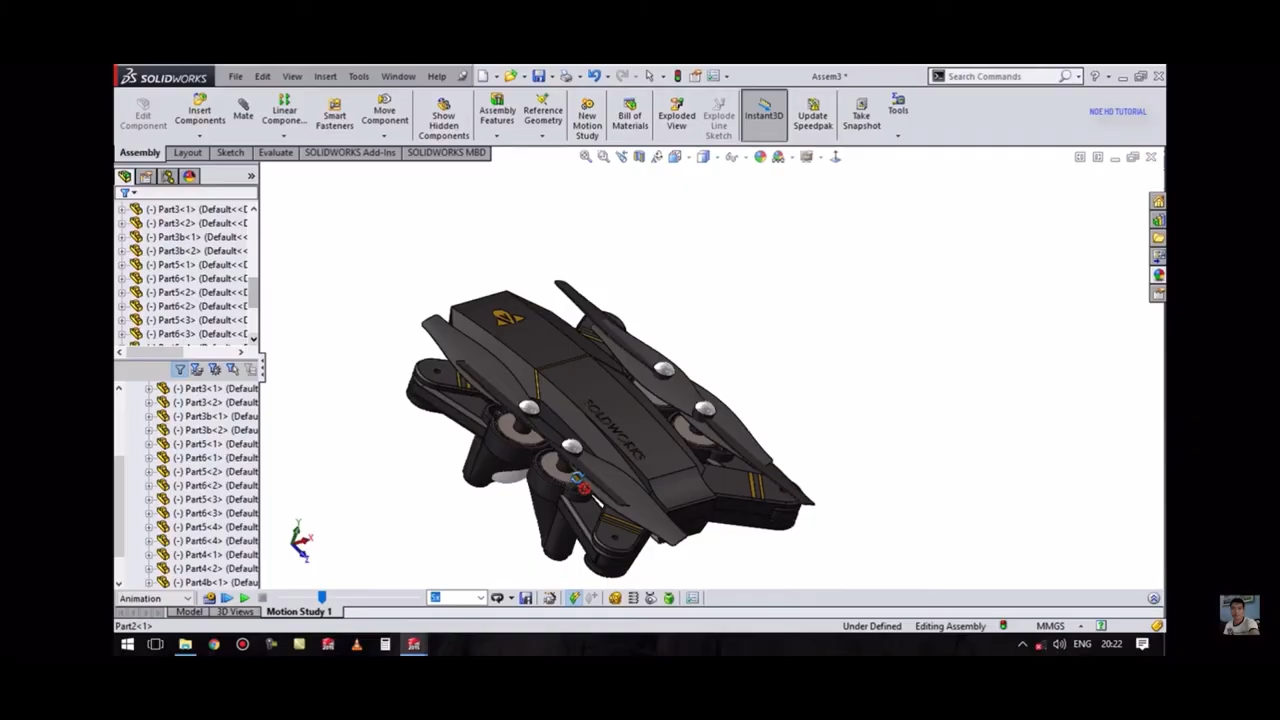 SOLIDWORKS File Edit View Insert Tools Window Help Assem3 * Search Commands
Edit Component
Insert Components
Mate
Linear Compone...
Smart Fasteners
Move Component
Show Hidden Components
Assembly Features
Reference Geometry
New Motion Study
Bill of Materials
Exploded View
Explode Line Sketch
Instant3D
Update Speedpak
Take Snapshot
Tools
NOE HD TUTORIAL
Assembly Layout Sketch Evaluate SOLIDWORKS Add-Ins SOLIDWORKS MBD
(-) Part3<1> (Default<<D
(-) Part3<2> (Default<<D
(-) Part3b<1> (Default<<
(-) Part3b<2> (Default<<
(-) Part5<1> (Default<<D
(-) Part6<1> (Default<<D
(-) Part5<2> (Default<<D
(-) Part6<2> (Default<<D
(-) Part5<3> (Default<<D
(-) Part6<3> (Default<<D
(-) Part3<1> (Default
(-) Part3<2> (Default
(-) Part3b<1> (Defau
(-) Part3b<2> (Defau
(-) Part5<1> (Default
(-) Part6<1> (Default
(-) Part5<2> (Default
(-) Part6<2> (Default
(-) Part5<3> (Default
(-) Part6<3> (Default
(-) Part5<4> (Default
(-) Part6<4> (Default
(-) Part4<1> (Default
(-) Part4<2> (Default
(-) Part4b<1> (Defau
SOLIDWORKS
Y
X
Z
Animation
Model 3D Views Motion Study 1
Part2<1> Under Defined Editing Assembly MMGS
ENG 20:22